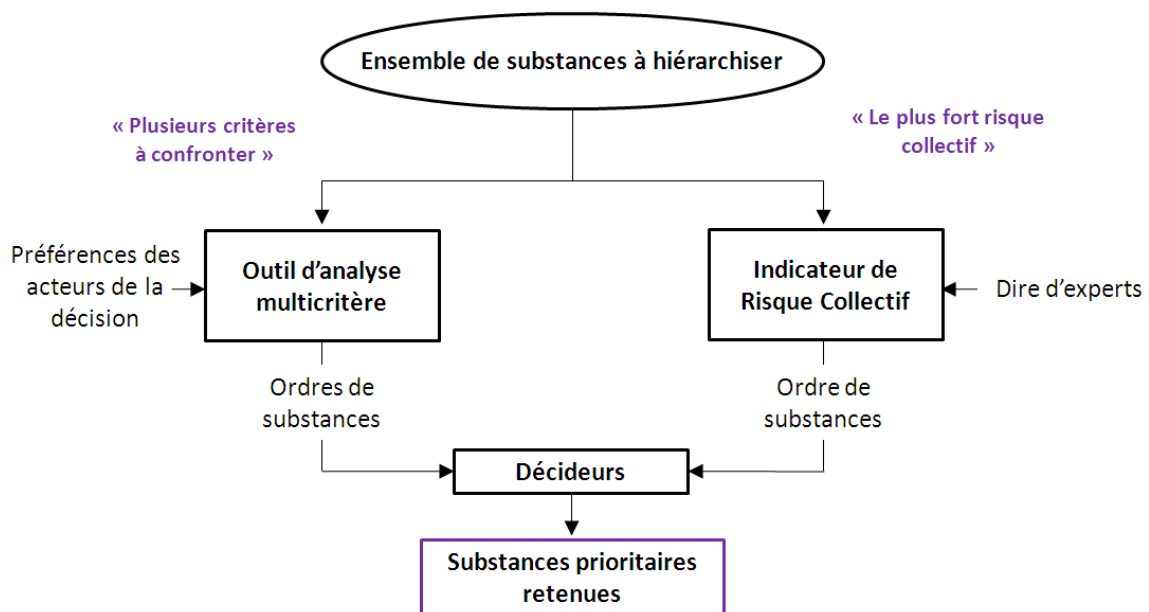 Ensemble de substances à hiérarchiser
« Plusieurs critères
à confronter »
« Le plus fort risque
collectif »
Préférences des
acteurs de la
décision
Outil d’analyse
multicritère
Indicateur de
Risque Collectif
Dire d’experts
Ordres de
substances
Ordre de
substances
Décideurs
Substances prioritaires
retenues